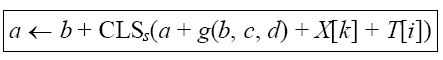 a ← b + CLSₛ(a + g(b, c, d) + X[k] + T[i])